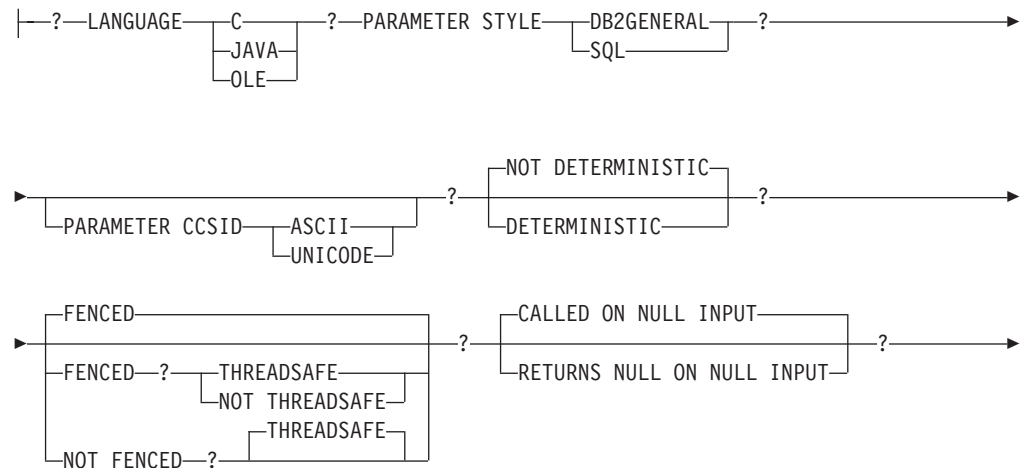 ? LANGUAGE C ? PARAMETER STYLE DB2GENERAL ?
JAVA SQL
OLE
NOT DETERMINISTIC
? ?
PARAMETER CCSID ASCII DETERMINISTIC
UNICODE
FENCED CALLED ON NULL INPUT
? ?
FENCED ? THREADSAFE RETURNS NULL ON NULL INPUT
NOT THREADSAFE
THREADSAFE
NOT FENCED ?